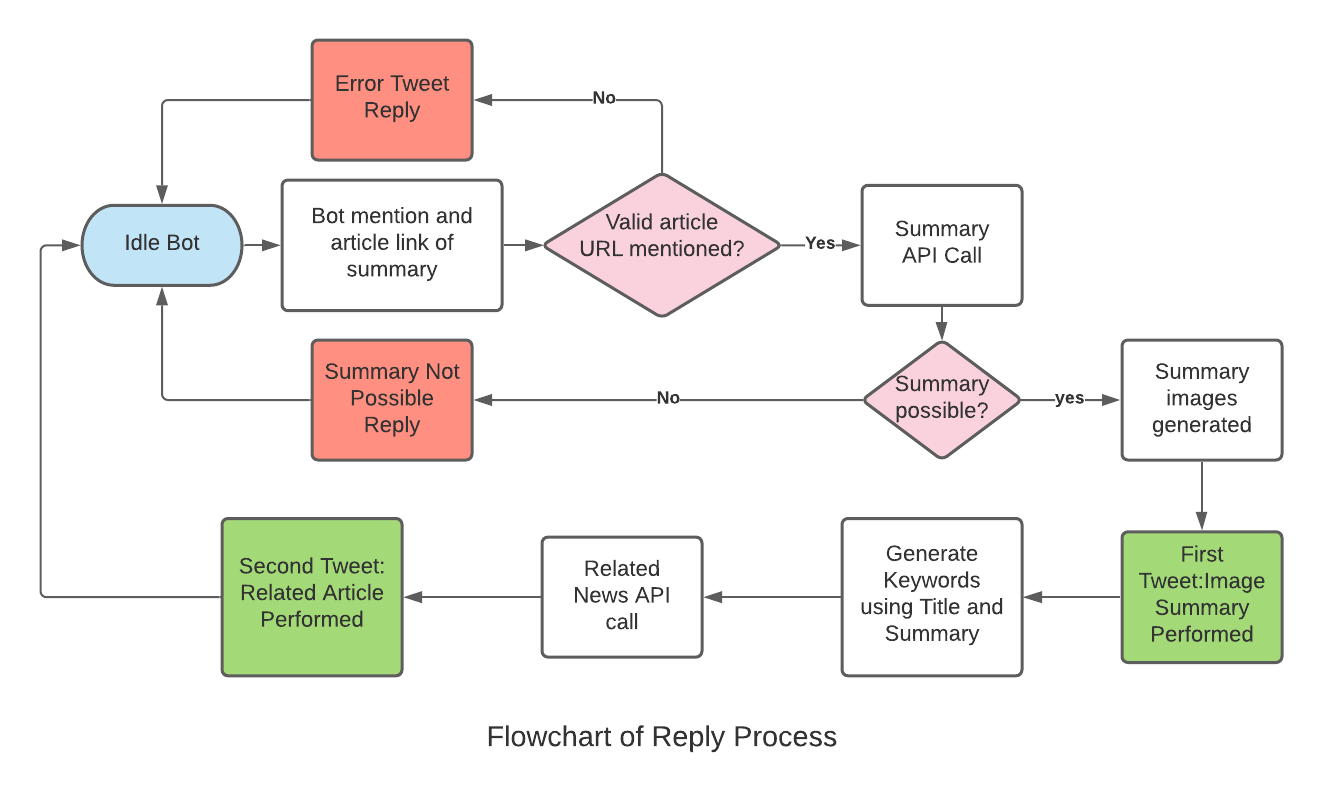 Error Tweet
Reply
No
Idle Bot
Bot mention and
article link of
summary
Valid article
URL mentioned?
Yes
Summary
API Call
Summary Not
Possible
Reply
No
Summary
possible?
yes
Summary
images
generated
Second Tweet:
Related Article
Performed
Related
News API
call
Generate
Keywords
using Title and
Summary
First
Tweet:Image
Summary
Performed
Flowchart of Reply Process